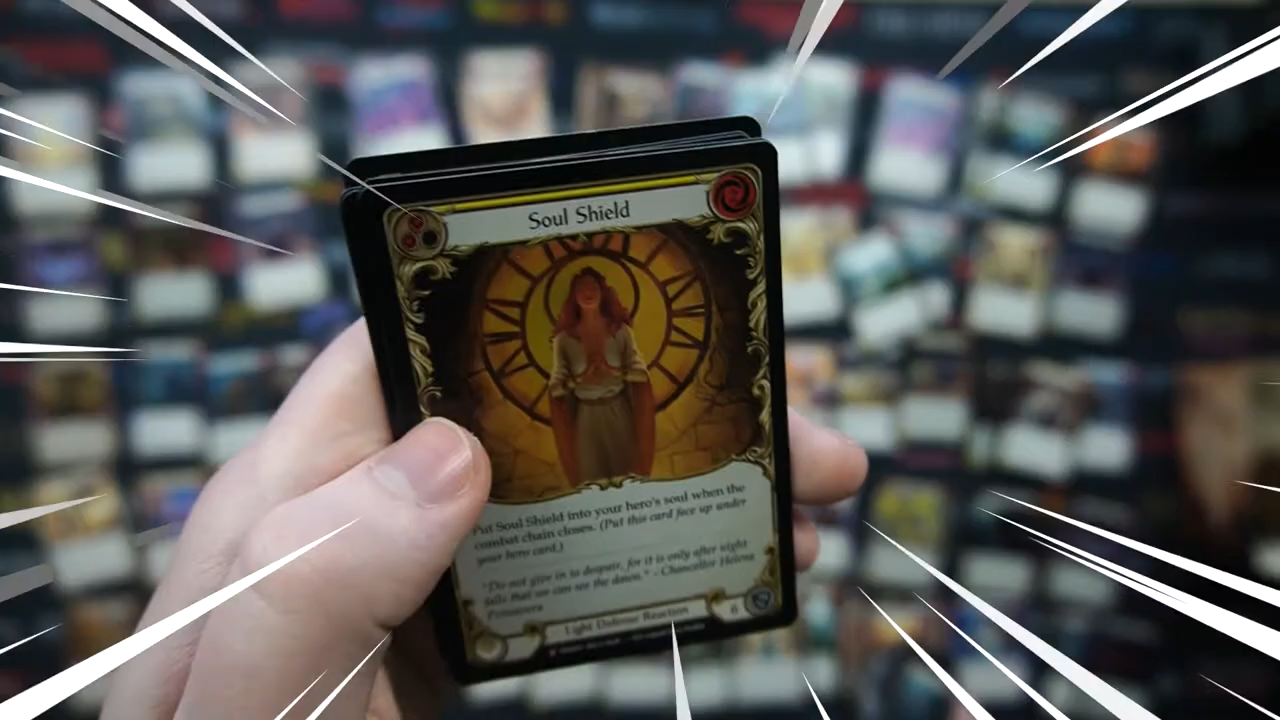 Soul Shield
Put Soul Shield into your hero's soul when the
combat chain closes. (Put this card face up under
your hero card.)
"Do not give in to despair, for it is only after night
falls that we can see the dawn." - Chancellor Helena
Light Defense Reaction
6